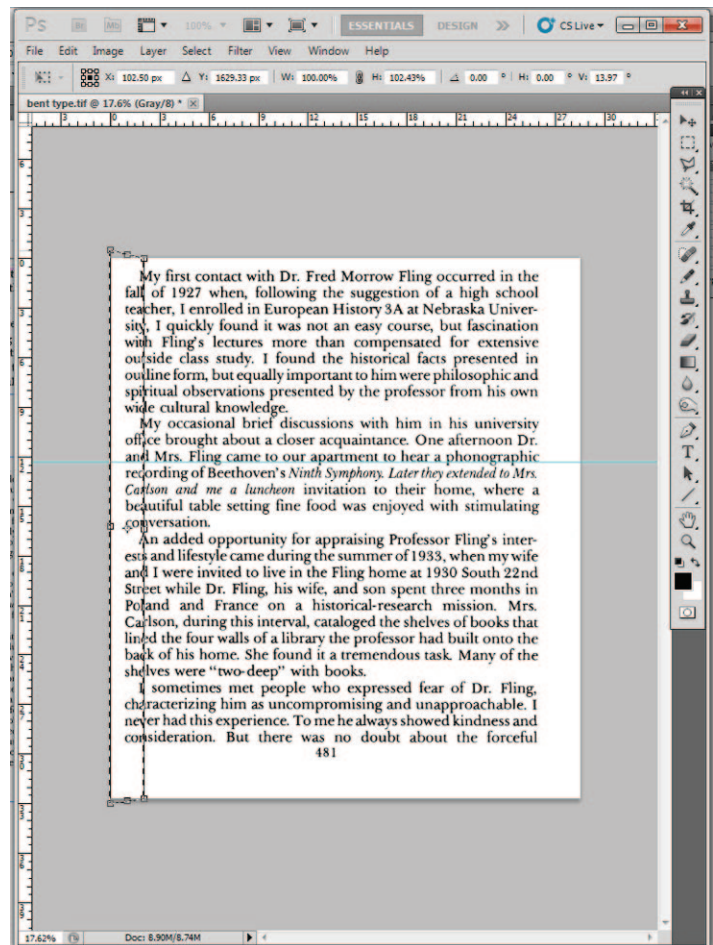 Ps Br Mb 100% ESSENTIALS DESIGN CS Live
File Edit Image Layer Select Filter View Window Help
X: 102.50 px Δ Y: 1629.33 px W: 100.00% H: 102.43% 0.00 ° H: 0.00 ° V: 13.97 °
bent type.tif @ 17.6% (Gray/8) *
3 0 3 6 9 12 15 18 21 24 27 30
My first contact with Dr. Fred Morrow Fling occurred in the
fall of 1927 when, following the suggestion of a high school
teacher, I enrolled in European History 3A at Nebraska Univer-
sity, I quickly found it was not an easy course, but fascination
with Fling's lectures more than compensated for extensive
outside class study. I found the historical facts presented in
outline form, but equally important to him were philosophic and
spiritual observations presented by the professor from his own
wide cultural knowledge.
My occasional brief discussions with him in his university
office brought about a closer acquaintance. One afternoon Dr.
and Mrs. Fling came to our apartment to hear a phonographic
recording of Beethoven's Ninth Symphony. Later they extended to Mrs.
Carlson and me a luncheon invitation to their home, where a
beautiful table setting fine food was enjoyed with stimulating
conversation.
An added opportunity for appraising Professor Fling's inter-
ests and lifestyle came during the summer of 1933, when my wife
and I were invited to live in the Fling home at 1930 South 22nd
Street while Dr. Fling, his wife, and son spent three months in
Poland and France on a historical-research mission. Mrs.
Carlson, during this interval, cataloged the shelves of books that
lined the four walls of a library the professor had built onto the
back of his home. She found it a tremendous task. Many of the
shelves were "two-deep" with books.
I sometimes met people who expressed fear of Dr. Fling,
characterizing him as uncompromising and unapproachable. I
never had this experience. To me he always showed kindness and
consideration. But there was no doubt about the forceful
481
17.62% Doc: 8.90M/8.74M